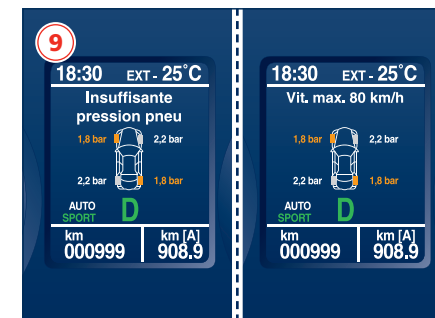 9
18:30 EXT - 25°C
Insuffisante
pression pneu
1,8 bar 2,2 bar
2,2 bar 1,8 bar
AUTO
SPORT D
km km [A]
000999 908.9
18:30 EXT - 25°C
Vit. max. 80 km/h
1,8 bar 2,2 bar
2,2 bar 1,8 bar
AUTO
SPORT D
km km [A]
000999 908.9